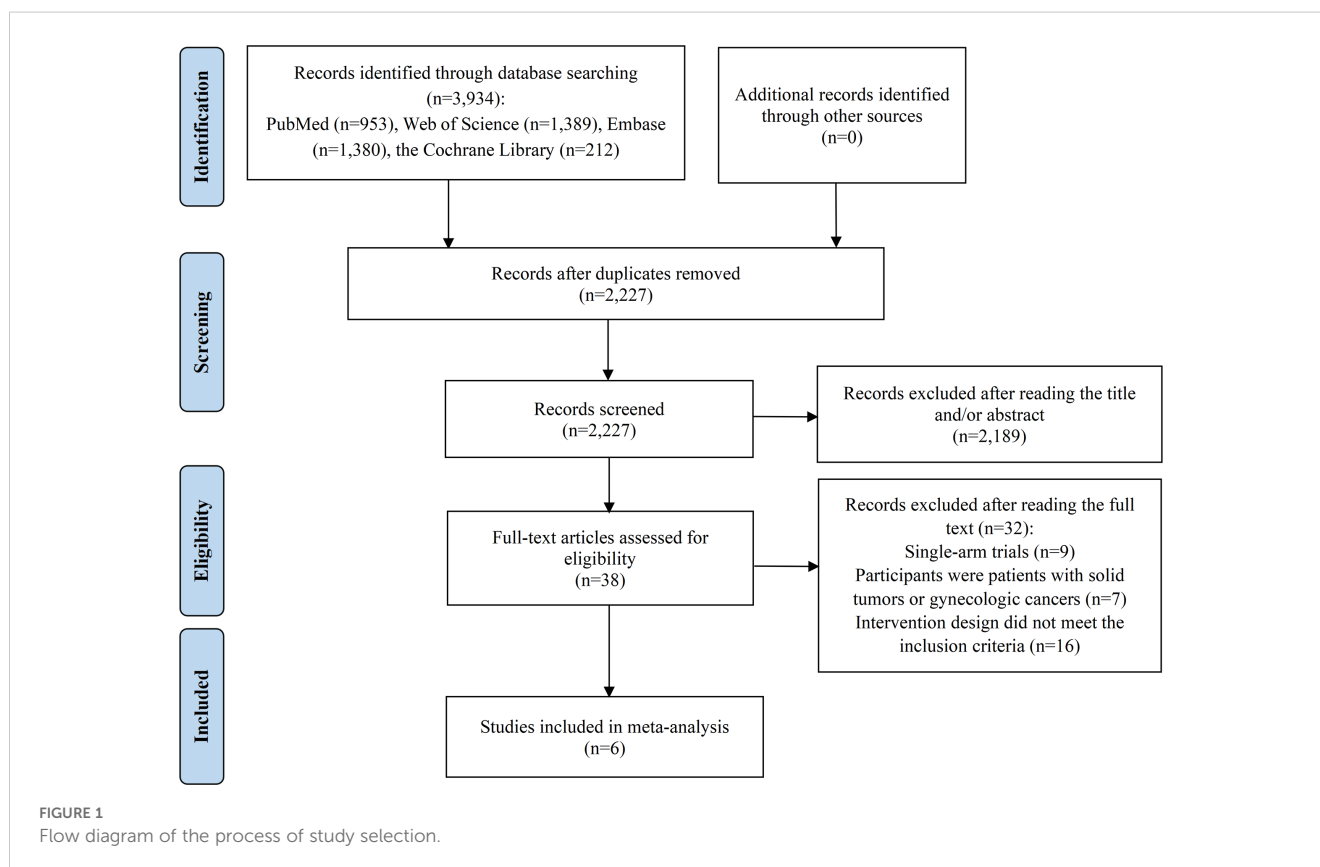 Identification
Records identified through database searching
(n=3,934):
PubMed (n=953), Web of Science (n=1,389), Embase
(n=1,380), the Cochrane Library (n=212)
Additional records identified
through other sources
(n=0)
Screening
Records after duplicates removed
(n=2,227)
Records screened
(n=2,227)
Records excluded after reading the title
and/or abstract
(n=2,189)
Eligibility
Full-text articles assessed for
eligibility
(n=38)
Records excluded after reading the full
text (n=32):
Single-arm trials (n=9)
Participants were patients with solid
tumors or gynecologic cancers (n=7)
Intervention design did not meet the
inclusion criteria (n=16)
Included
Studies included in meta-analysis
(n=6)
FIGURE 1
Flow diagram of the process of study selection.